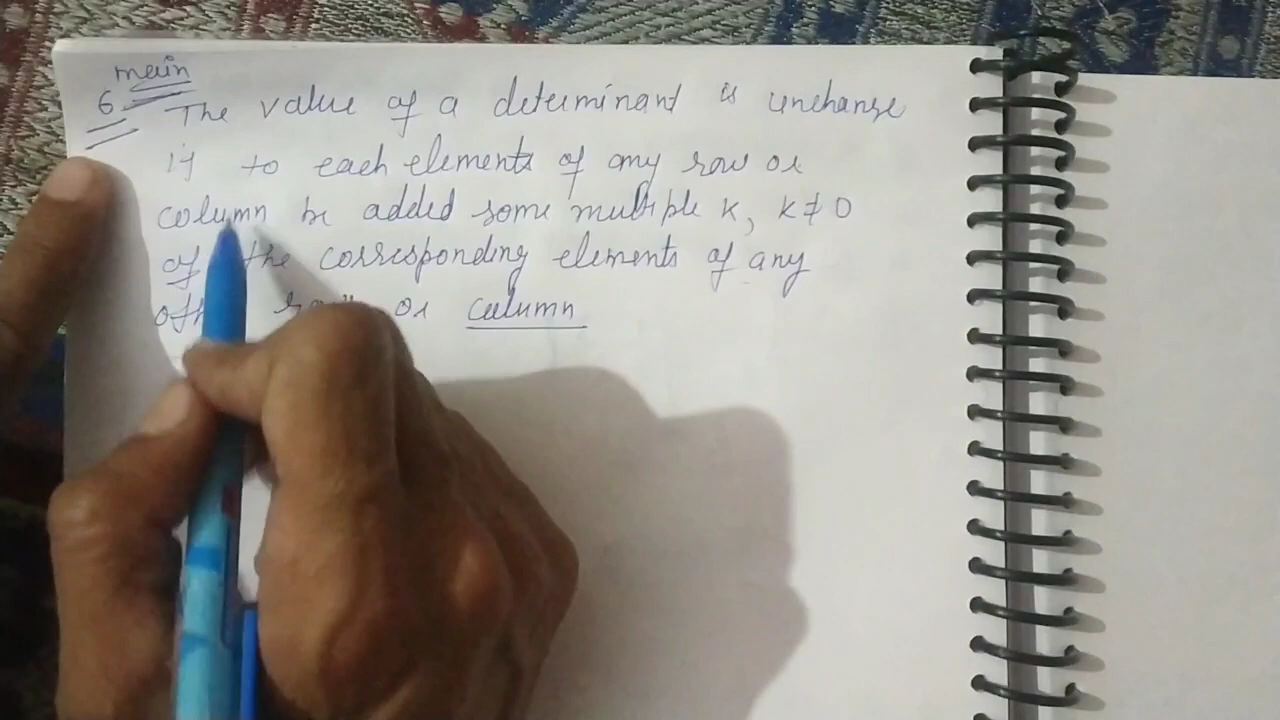 main
6 The value of a determinant is unchange
if to each elements of any row or
column be added some multiple K, K≠0
of the corresponding elements of any
or column